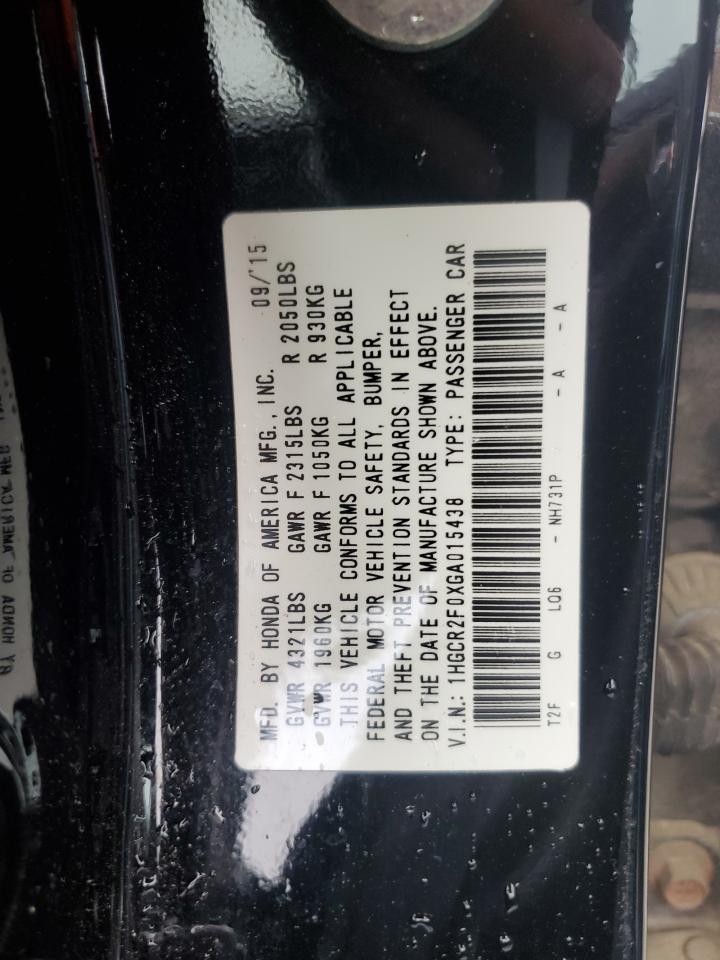 MFD. BY HONDA OF AMERICA MFG., INC. 09/15
GVWR 4321LBS GAWR F 2315LBS R 2050LBS
GVWR 1960KG GAWR F 1050KG R 930KG
THIS VEHICLE CONFORMS TO ALL APPLICABLE
FEDERAL MOTOR VEHICLE SAFETY, BUMPER,
AND THEFT PREVENTION STANDARDS IN EFFECT
ON THE DATE OF MANUFACTURE SHOWN ABOVE.
V.I.N.: 1HGCR2F0XGA015438 TYPE: PASSENGER CAR
T2F G L06 - NH731P - A - A